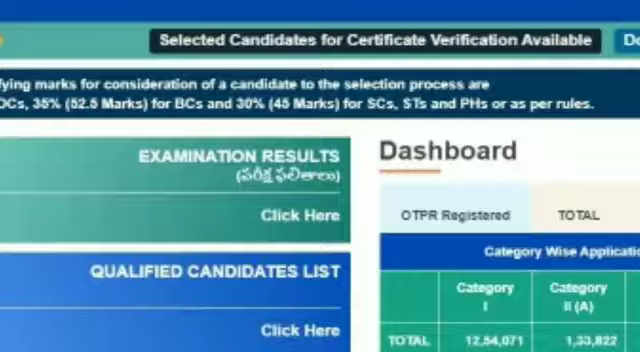 Selected Candidates for Certificate Verification Available
fying marks for consideration of a candidate to the selection process are
OCs, 35% (52.5 Marks) for BCs and 30% (45 Marks) for SCs, STs and PHs or as per rules.
EXAMINATION RESULTS
(పరీక్ష ఫలితాలు)
Click Here
QUALIFIED CANDIDATES LIST
Click Here
Dashboard
OTPR Registered TOTAL
Category Wise Applicatio
Category I Category II (A)
TOTAL 12,54,071 1,33,822